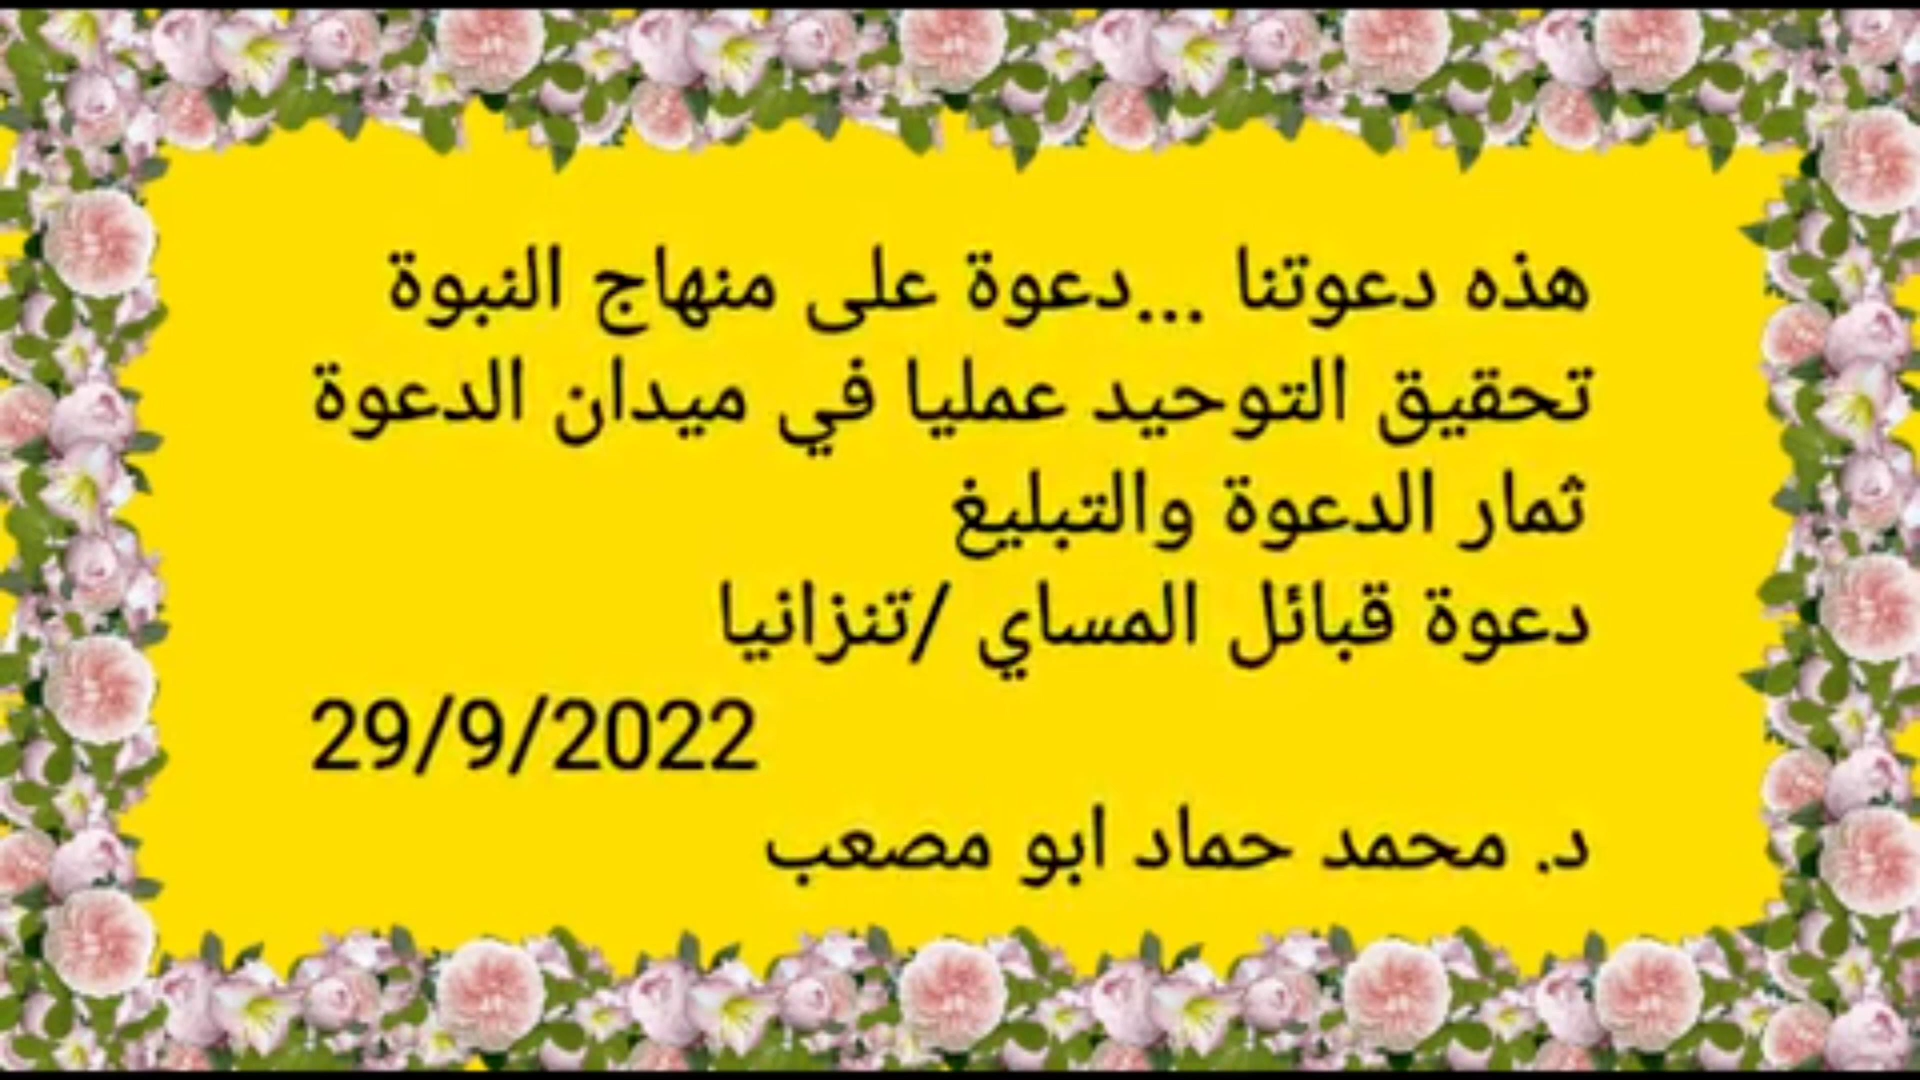 هذه دعوتنا ...دعوة على منهاج النبوة
تحقيق التوحيد عمليا في ميدان الدعوة
ثمار الدعوة والتبليغ
دعوة قبائل المساي /تنزانيا
29/9/2022
د. محمد حماد ابو مصعب